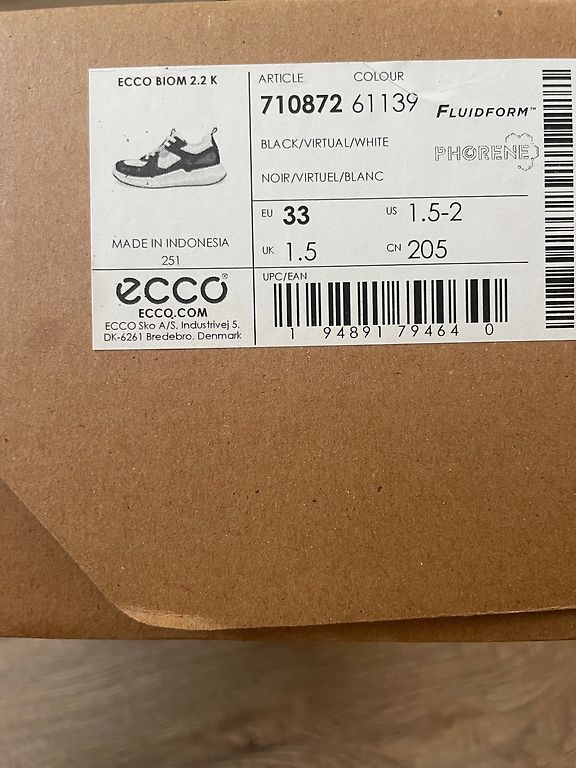 ECCO BIOM 2.2 K
MADE IN INDONESIA
251
ecco®
ECCO.COM
ECCO Sko A/S, Industrivej 5,
DK-6261 Bredebro, Denmark
ARTICLE COLOUR
710872 61139
FLUIDFORM™
BLACK/VIRTUAL/WHITE
PHORENE
NOIR/VIRTUEL/BLANC
EU 33 US 1.5-2
UK 1.5 CN 205
UPC/EAN
1 94891 79464 0